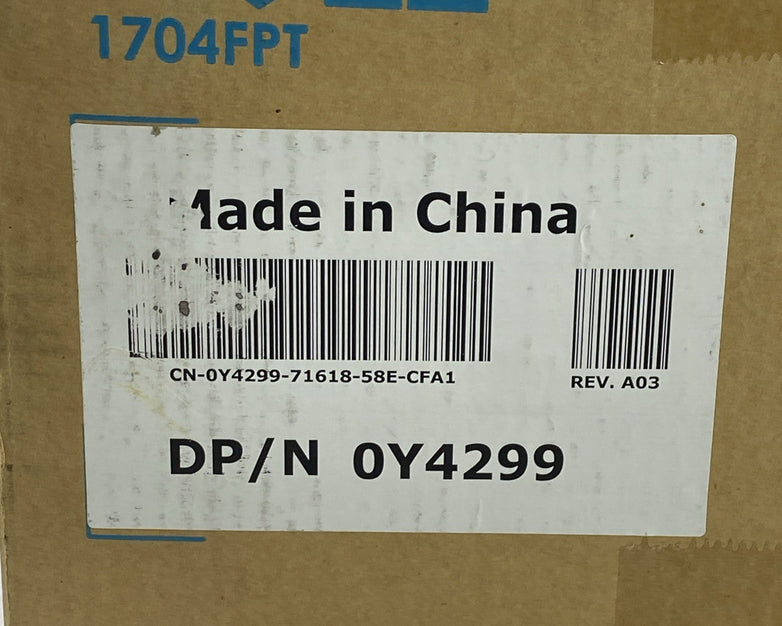 1704FPT
Made in China
CN-0Y4299-71618-58E-CFA1
REV. A03
DP/N 0Y4299